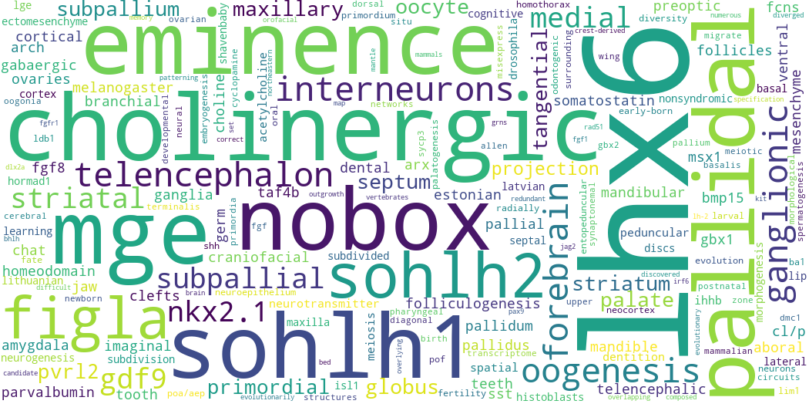 lge
subpallium
maxillary
oocyte
dorsal
primordium
homothorax
preoptic
numerous
fcns
ectomesenchyme
ovarian
orofacial
cognitive
medial
diversity
migrate
diverged
ventral
cortical
arch
memory
eminence
shavenbaby
situ
misexpress
drosophila
crest-derived
follicles
gabaergic
ovaries
melanogaster
interneurons
tangential
surrounding
odontogenic
wing
lhx6
pallidal
cortex
branchial
choline
cyclopamine
acetylcholine
northeastern
patterning
mantle
mammals
somatostatin
nonsyndromic
specification
basal
mesenchyme
oogonia
fgfr1
developmental
neural
embryogenesis
oral
map
networks
early-born
pallium
meiotic
ldb1
cholinergic
set
correct
grns
allen
sycp3
palatogenesis
fgf1
rad51
gbx2
basalis
ganglionic
morphological
spermatogenesis
dlx2a
fgf8
telencephalon
dental
arx
projection
msx1
hormad1
taf4b
septum
estonian
latvian
mandibular
bmp15
kit
striatal
ganglia
germ
primordia
outgrowth
vertebrates
redundant
radially
forebrain
entopeduncular
synaptonemal
larval
cerebral
terminalis
mge
nobox
pallial
peduncular
gbx1
evolution
ba1
learning
shh
fgf
septal
jag2
discs
lip
chat
fate
bhlh
craniofacial
subdivided
sohlh2
discovered
irf6
postnatal
homeodomain
subpallial
striatum
ihhb
zone
lithuanian
jaw
clefts
brain
neuroepithelium
folliculogenesis
upper
palate
neocortex
morphogenesis
difficult
newborn
nkx2.1
neurotransmitter
pharyngeal
pax9
evolutionary
dmc1
figla
sohlh1
maxilla
diagonal
pallidum
mandible
mammalian
cl/p
amygdala
imaginal
meiosis
overlying
birth
pallidus
transcriptome
dentition
aboral
neurogenesis
subdivision
pof
spatial
oogenesis
lateral
candidate
pvrl2
gdf9
bed
isl1
globus
teeth
telencephalic
neurons
circuits
parvalbumin
tooth
poa/aep
primordial
evolutionarily
structures
fertility
sst
histoblasts
overlapping
composed
lim1